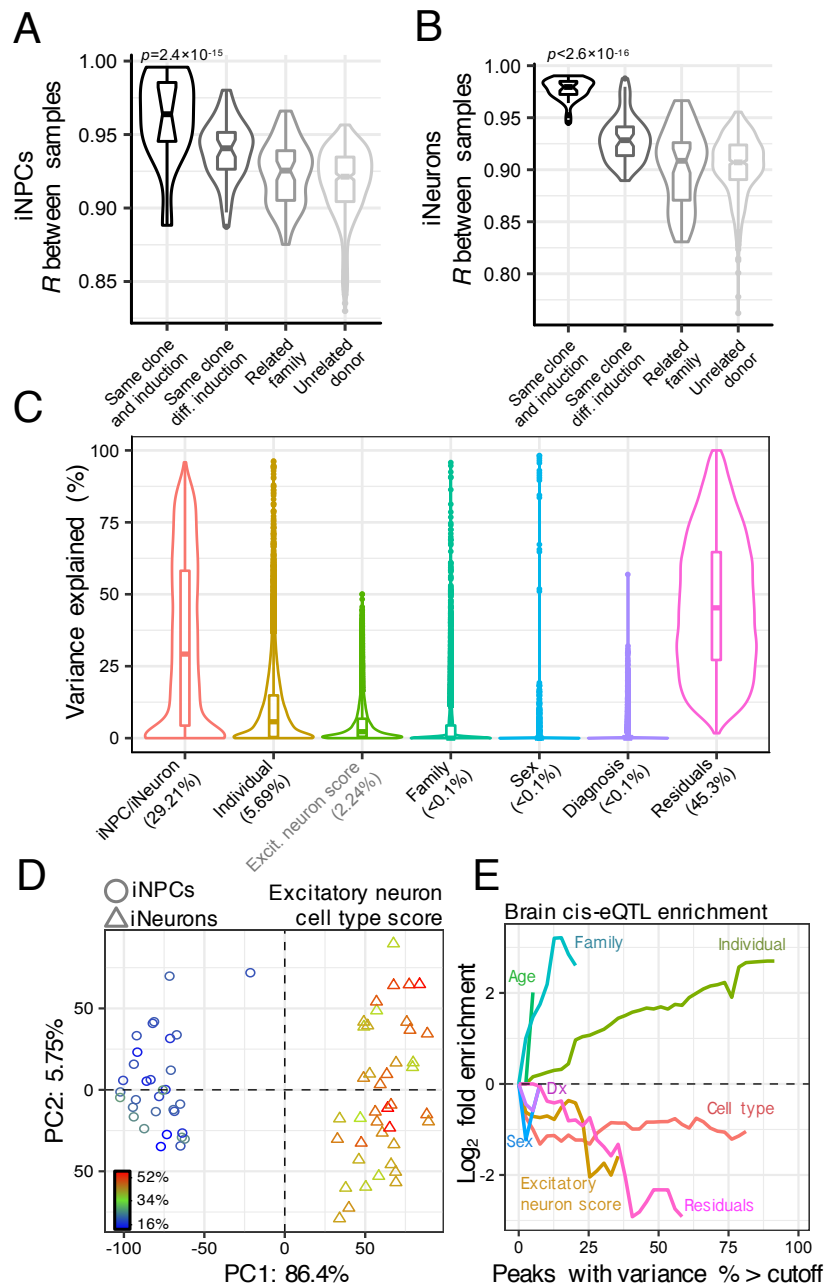 A
p=2.4×10-15
iNPCs
R between samples
1.00
0.95
0.90
0.85
Same clone
and induction
Same clone
diff. induction
Related
family
Unrelated
donor
B
p<2.6×10-16
iNeurons
R between samples
1.00
0.95
0.90
0.85
0.80
Same clone
and induction
Same clone
diff. induction
Related
family
Unrelated
donor
C
Variance explained (%)
100
75
50
25
0
iNPC/iNeuron
(29.21%)
Individual
(5.69%)
Excit. neuron score
(2.24%)
Family
(<0.1%)
Sex
(<0.1%)
Diagnosis
(<0.1%)
Residuals
(45.3%)
D
iNPCs
iNeurons
Excitatory neuron
cell type score
PC2: 5.75%
50
0
50
52%
34%
16%
-100
-50
0
50
PC1: 86.4%
E
Brain cis-eQTL enrichment
Log2 fold enrichment
2
0
-2
Family
Individual
Age
Dx
Cell type
Sex
Excitatory
neuron score
Residuals
0
25
50
75
100
Peaks with variance % > cutoff